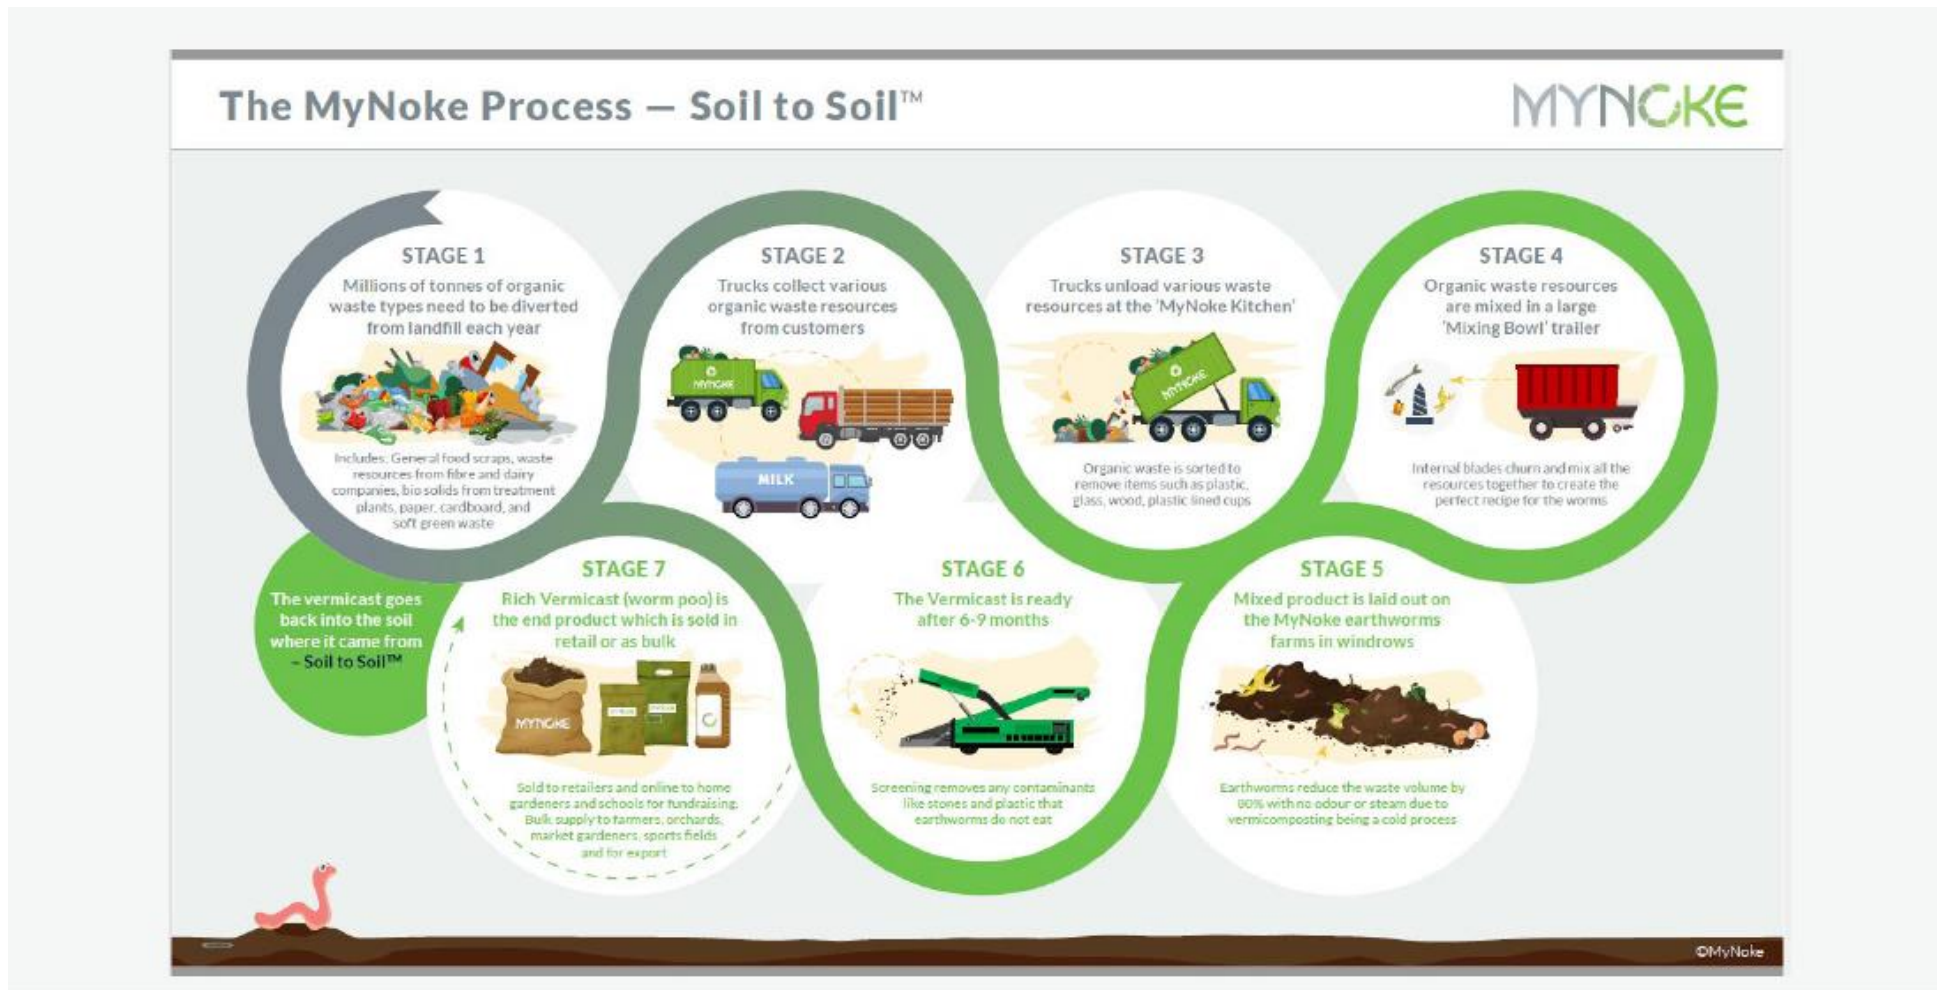 The MyNoke Process — Soil to Soil™
MYNOKE
STAGE 1
Millions of tonnes of organic
waste types need to be diverted
from landfill each year
Includes: General food scraps, waste
resources from fibre and dairy
companies, bio solids from treatment
plants, paper, cardboard, and
soft green waste
STAGE 2
Trucks collect various
organic waste resources
from customers
MYNOKE
MILK
STAGE 3
Trucks unload various waste
resources at the 'MyNoke Kitchen'
MYNOKE
Organic waste is sorted to
remove items such as plastic,
glass, wood, plastic lined cups
STAGE 4
Organic waste resources
are mixed in a large
'Mixing Bowl' trailer
Internal blades churn and mix all the
resources together to create the
perfect recipe for the worms
STAGE 5
Mixed product is laid out on
the MyNoke earthworms
farms in windrows
Earthworms reduce the waste volume by
80% with no odour or steam due to
vermicomposting being a cold process
STAGE 6
The Vermicast is ready
after 6-9 months
Screening removes any contaminants
like stones and plastic that
earthworms do not eat
STAGE 7
Rich Vermicast (worm poo) is
the end product which is sold in
retail or as bulk
MYNOKE
Sold to retailers and online to home
gardeners and schools for fundraising.
Bulk supply to farmers, orchards,
market gardeners, sports fields
and for export
The vermicast goes
back into the soil
where it came from
– Soil to Soil™
©MyNoke